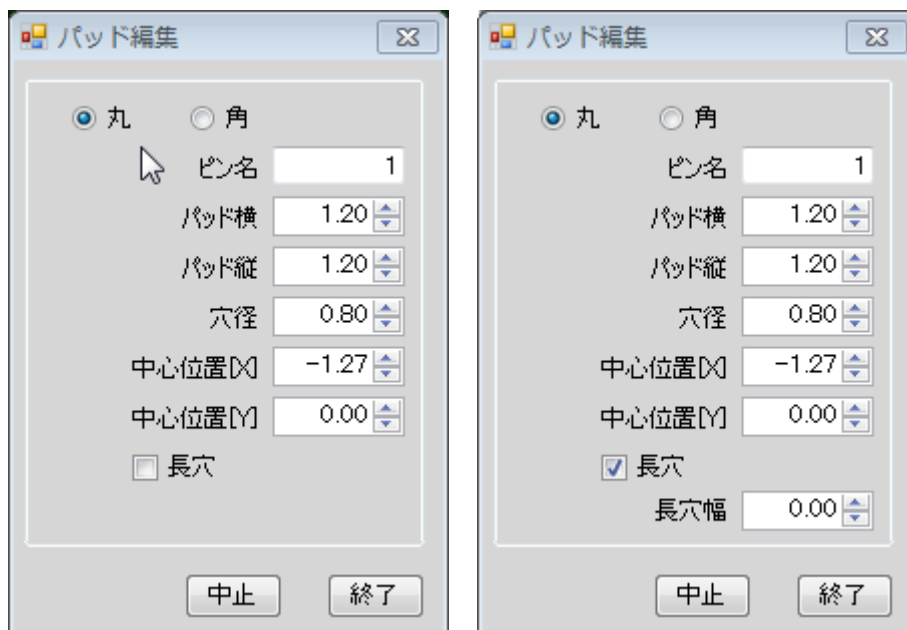 パッド編集
丸 角
ピン名 1
パッド横 1.20
パッド縦 1.20
穴径 0.80
中心位置[X] -1.27
中心位置[Y] 0.00
長穴
中止 終了
パッド編集
丸 角
ピン名 1
パッド横 1.20
パッド縦 1.20
穴径 0.80
中心位置[X] -1.27
中心位置[Y] 0.00
長穴
長穴幅 0.00
中止 終了